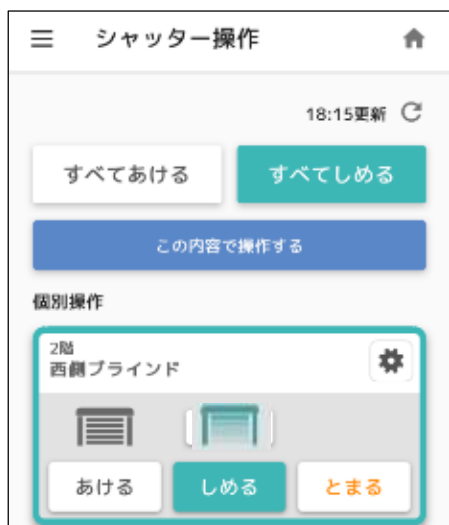 シャッター操作
18:15更新
すべてあける
すべてしめる
この内容で操作する
個別操作
2階
西側ブラインド
あける
しめる
とまる